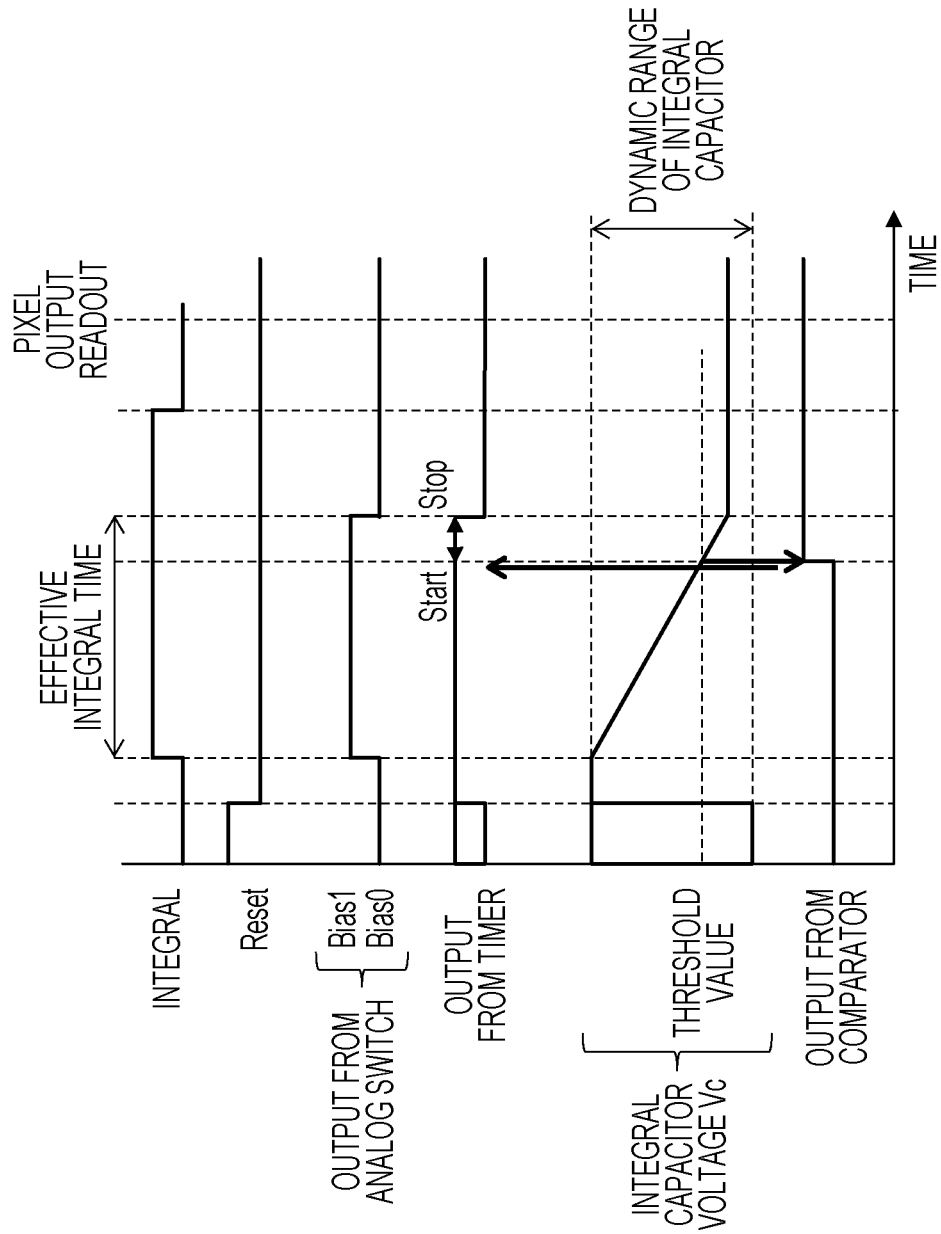 PIXEL
OUTPUT
READOUT
EFFECTIVE
INTEGRAL TIME
INTEGRAL
Reset
OUTPUT FROM
ANALOG SWITCH
Bias1
Bias0
Start
Stop
OUTPUT
FROM TIMER
DYNAMIC RANGE
OF INTEGRAL
CAPACITOR
INTEGRAL
CAPACITOR
VOLTAGE Vc
THRESHOLD
VALUE
OUTPUT FROM
COMPARATOR
TIME